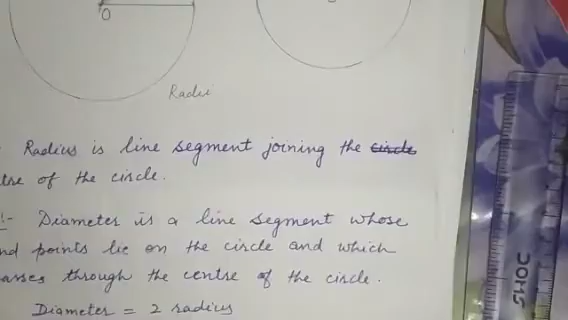 O
Radii
Radius is line segment joining the circle
tre of the circle.
:- Diameter is a line segment whose
nd points lie on the circle and which
asses through the centre of the circle.
Diameter = 2 radius